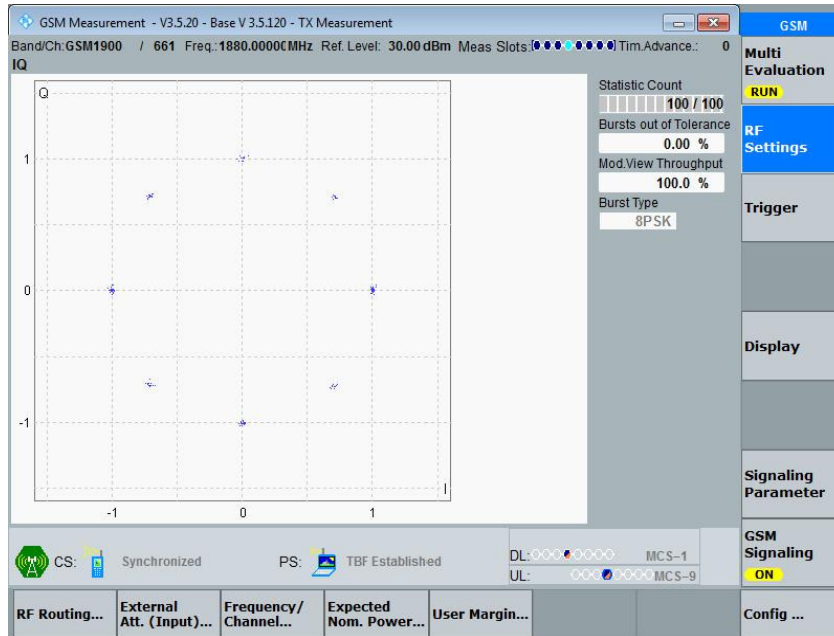 GSM Measurement - V3.5.20 - Base V 3.5.120 - TX Measurement
GSM
Band/Ch: GSM1900 / 661 Freq.: 1880.0000 MHz Ref. Level: 30.00 dBm Meas Slots: Tim.Advance.: 0
IQ
Multi
Evaluation
RUN
Q
Statistic Count
100 / 100
Bursts out of Tolerance
0.00 %
Mod.View Throughput
100.0 %
Burst Type
8PSK
1
0
-1
I
-1 0 1
RF
Settings
Trigger
Display
Signaling
Parameter
GSM
Signaling
ON
CS: Synchronized PS: TBF Established DL: MCS-1
UL: MCS-9
RF Routing...
External
Att. (Input)...
Frequency/
Channel...
Expected
Nom. Power...
User Margin...
Config ...